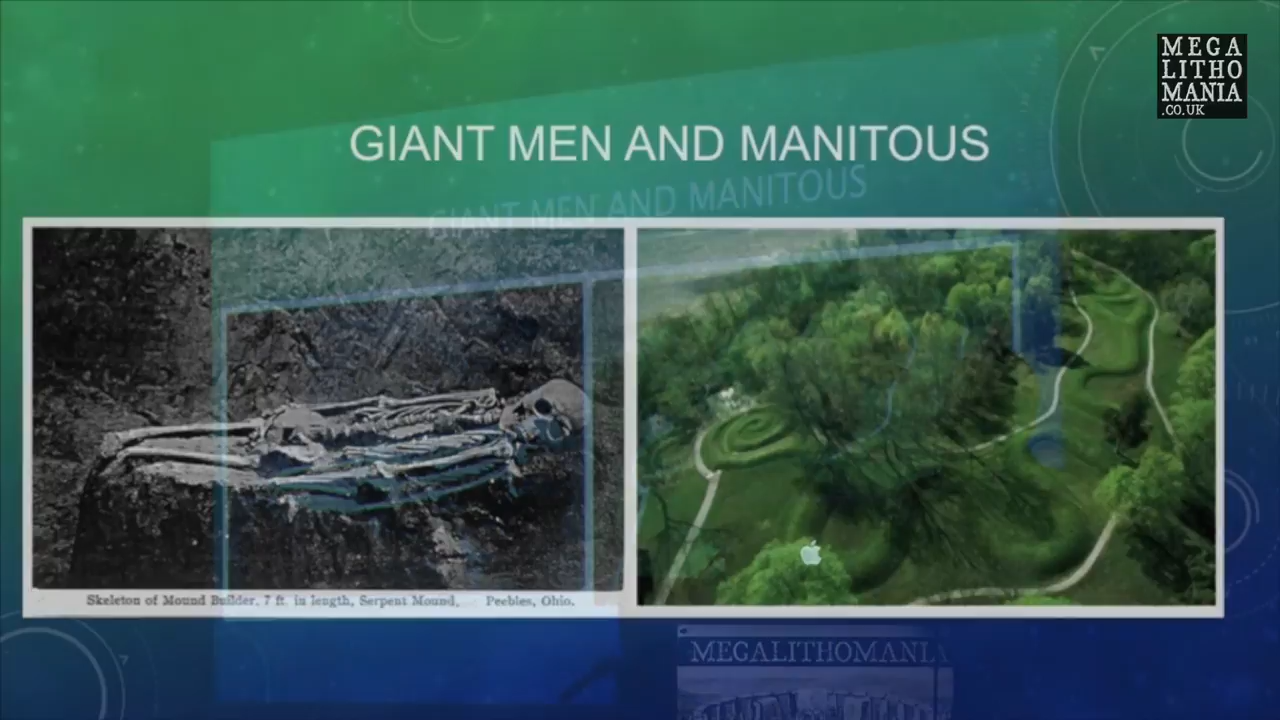 MEGA
LITHO
MANIA
.CO.UK
GIANT MEN AND MANITOUS
GIANT MEN AND MANITOUS
Skeleton of Mound Builder, 7 ft. in length, Serpent Mound, Peebles, Ohio.
MEGALITHOMANIA